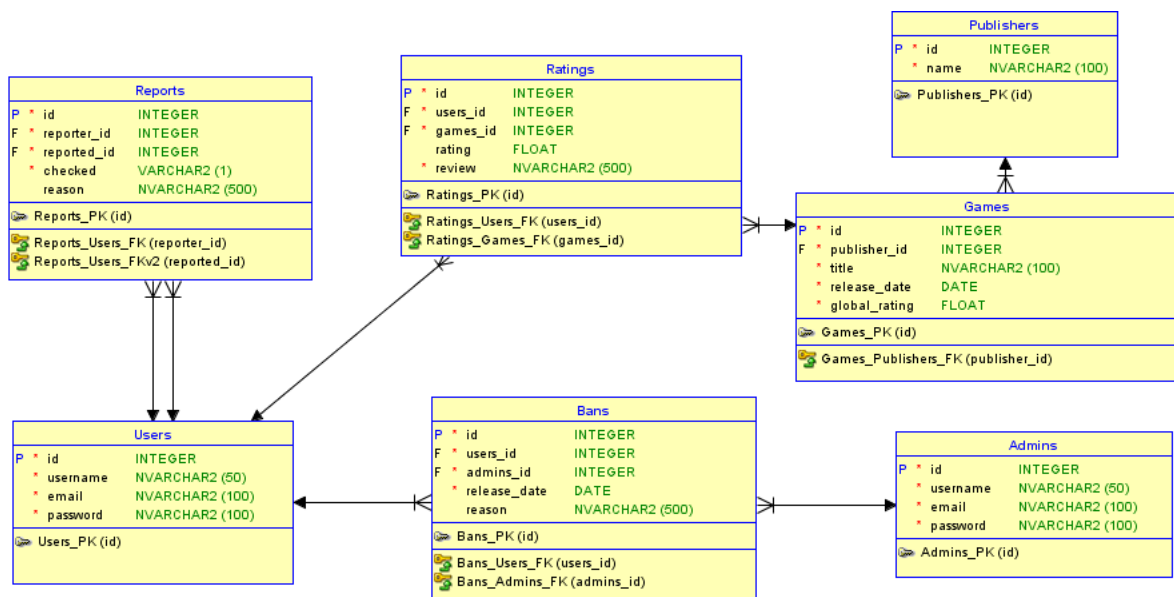 Publishers
P * id INTEGER
* name NVARCHAR2 (100)
Publishers_PK (id)
Ratings
P * id INTEGER
F * users_id INTEGER
F * games_id INTEGER
rating FLOAT
* review NVARCHAR2 (500)
Ratings_PK (id)
Ratings_Users_FK (users_id)
Ratings_Games_FK (games_id)
Reports
P * id INTEGER
F * reporter_id INTEGER
F * reported_id INTEGER
* checked VARCHAR2 (1)
reason NVARCHAR2 (500)
Reports_PK (id)
Reports_Users_FK (reporter_id)
Reports_Users_FKv2 (reported_id)
Games
P * id INTEGER
F * publisher_id INTEGER
* title NVARCHAR2 (100)
* release_date DATE
* global_rating FLOAT
Games_PK (id)
Games_Publishers_FK (publisher_id)
Users
P * id INTEGER
* username NVARCHAR2 (50)
* email NVARCHAR2 (100)
* password NVARCHAR2 (100)
Users_PK (id)
Bans
P * id INTEGER
F * users_id INTEGER
F * admins_id INTEGER
* release_date DATE
reason NVARCHAR2 (500)
Bans_PK (id)
Bans_Users_FK (users_id)
Bans_Admins_FK (admins_id)
Admins
P * id INTEGER
* username NVARCHAR2 (50)
* email NVARCHAR2 (100)
* password NVARCHAR2 (100)
Admins_PK (id)